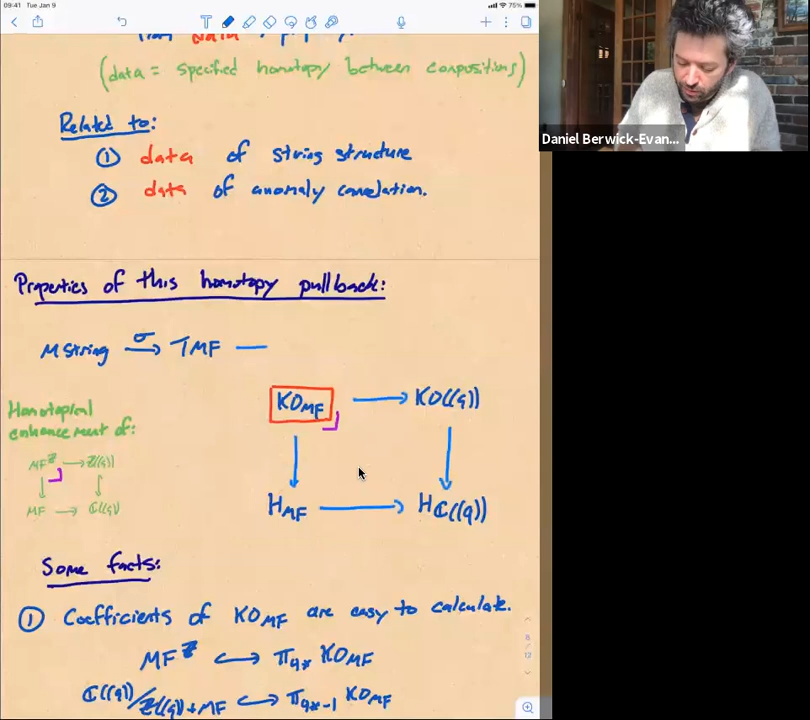 09:41 Tue Jan 9
75%
(data = specified homotopy between compositions)
Related to:
① data of string structure
② data of anomaly cancelation.
Daniel Berwick-Evan...
Properties of this homotopy pullback:
MString σ→ TMF —
KO_MF → KO((q))
Homotopical enhancement of:
MF^ℤ → ℤ((q))
MF → ℂ((q))
H_MF → Hℂ((q))
Some facts:
① Coefficients of KO_MF are easy to calculate.
MF^ℤ ↔ π_4* KO_MF
ℂ((q))/ℤ((q))+MF ↔ π_4*-1 KO_MF